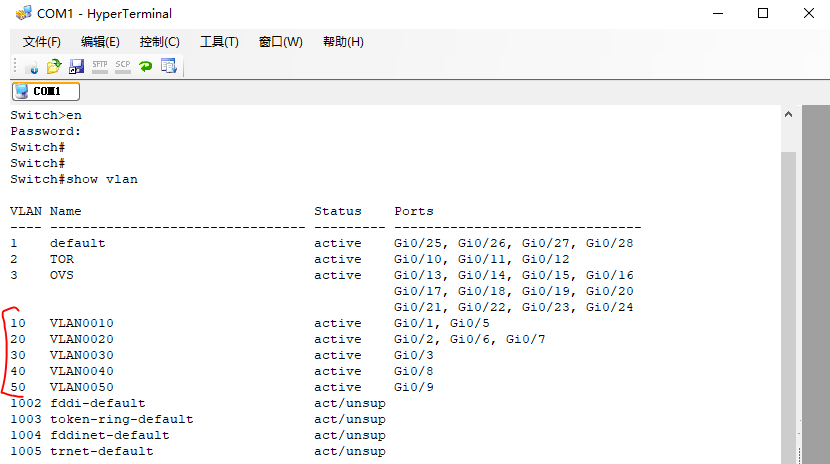 COM1 - HyperTerminal
文件(F) 编辑(E) 控制(C) 工具(T) 窗口(W) 帮助(H)
SFTP SCP
COM1
Switch>en
Password:
Switch#
Switch#
Switch#show vlan
VLAN Name                             Status    Ports
---- -------------------------------- --------- -------------------------------
1    default                          active    Gi0/25, Gi0/26, Gi0/27, Gi0/28
2    TOR                              active    Gi0/10, Gi0/11, Gi0/12
3    OVS                              active    Gi0/13, Gi0/14, Gi0/15, Gi0/16
                                                Gi0/17, Gi0/18, Gi0/19, Gi0/20
                                                Gi0/21, Gi0/22, Gi0/23, Gi0/24
10   VLAN0010                         active    Gi0/1, Gi0/5
20   VLAN0020                         active    Gi0/2, Gi0/6, Gi0/7
30   VLAN0030                         active    Gi0/3
40   VLAN0040                         active    Gi0/8
50   VLAN0050                         active    Gi0/9
1002 fddi-default                     act/unsup
1003 token-ring-default               act/unsup
1004 fddinet-default                  act/unsup
1005 trnet-default                    act/unsup